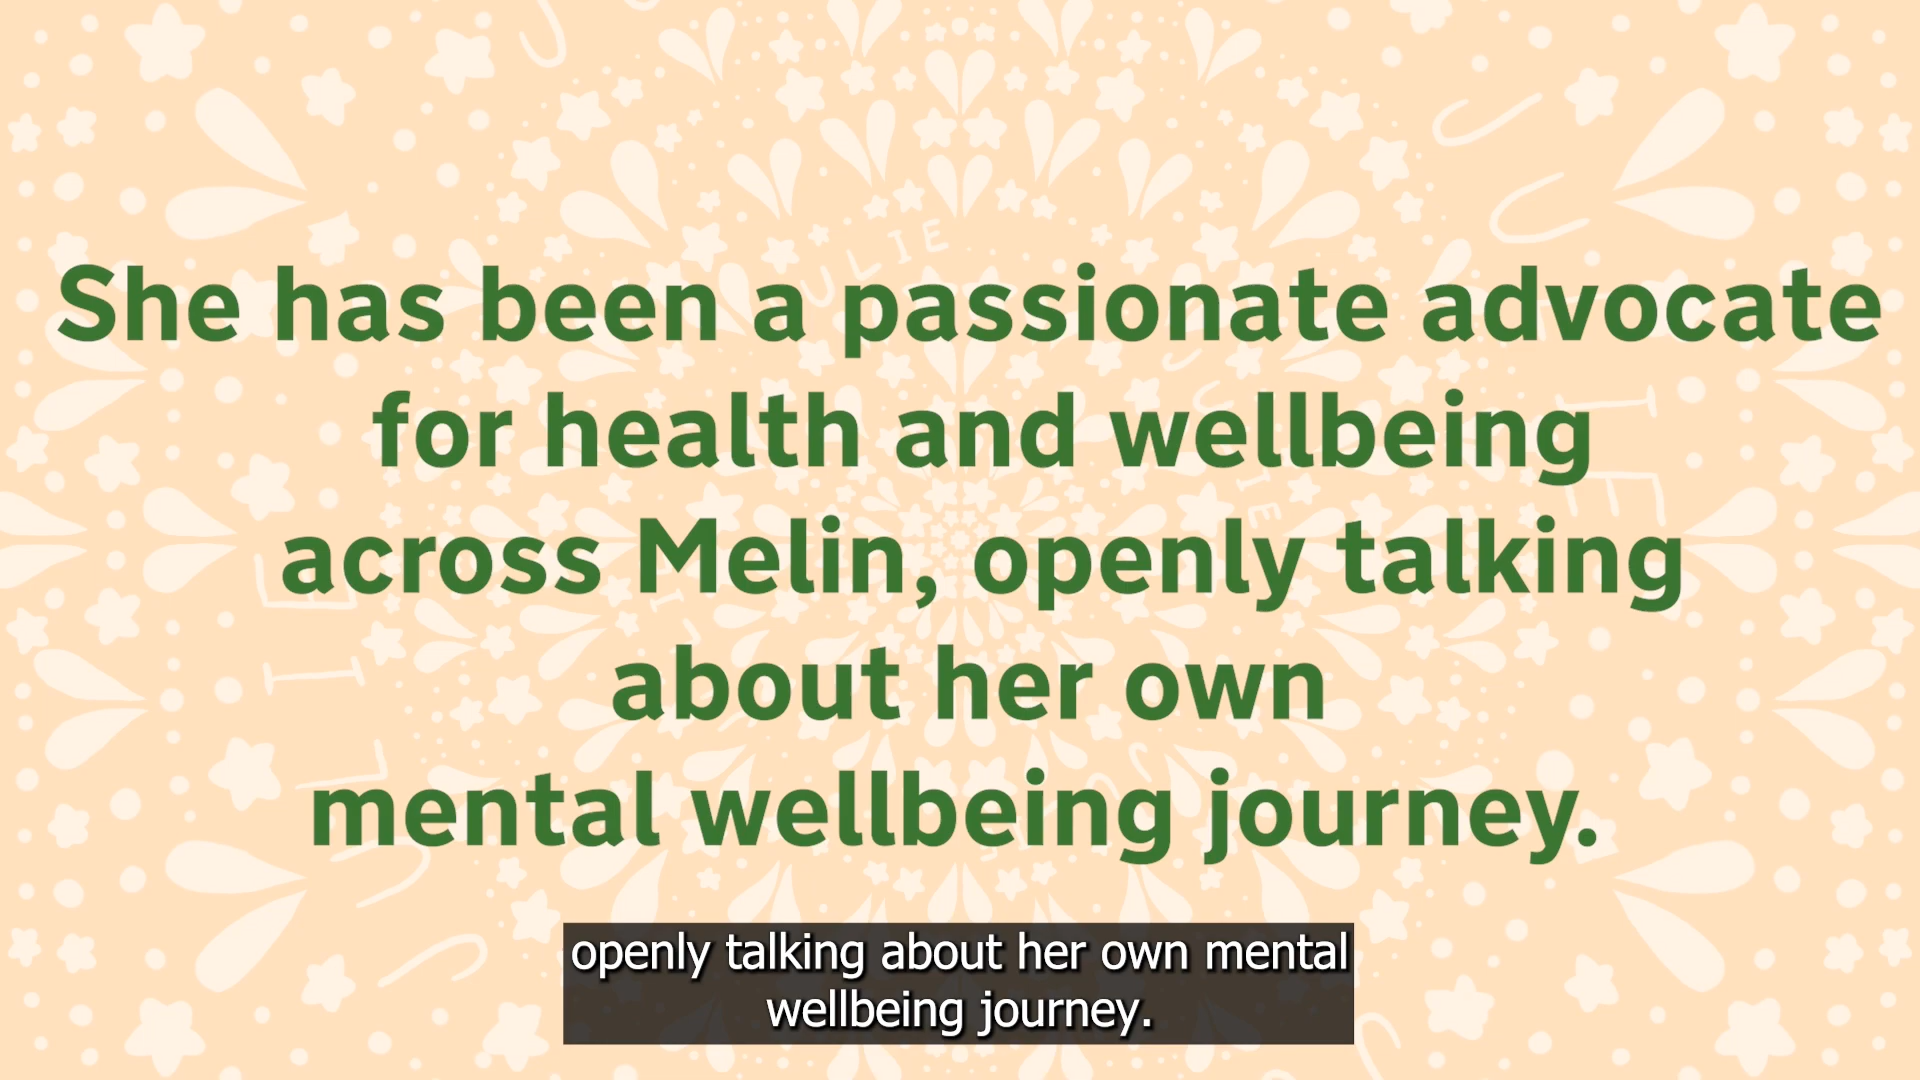 She has been a passionate advocate
for health and wellbeing
across Melin, openly talking
about her own
mental wellbeing journey.
openly talking about her own mental
wellbeing journey.